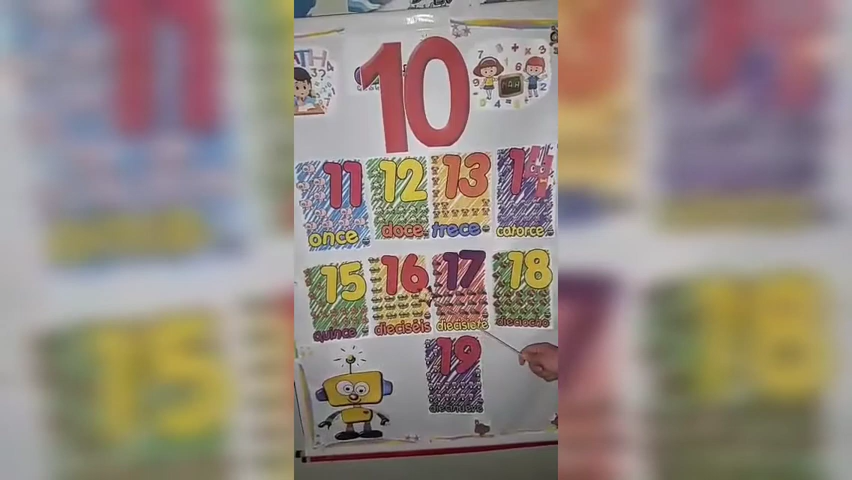 10
11 12 13 14
once doce trece catorce
15 16 17 18
quince dieciséis diecisiete dieciocho
19
diecinueve